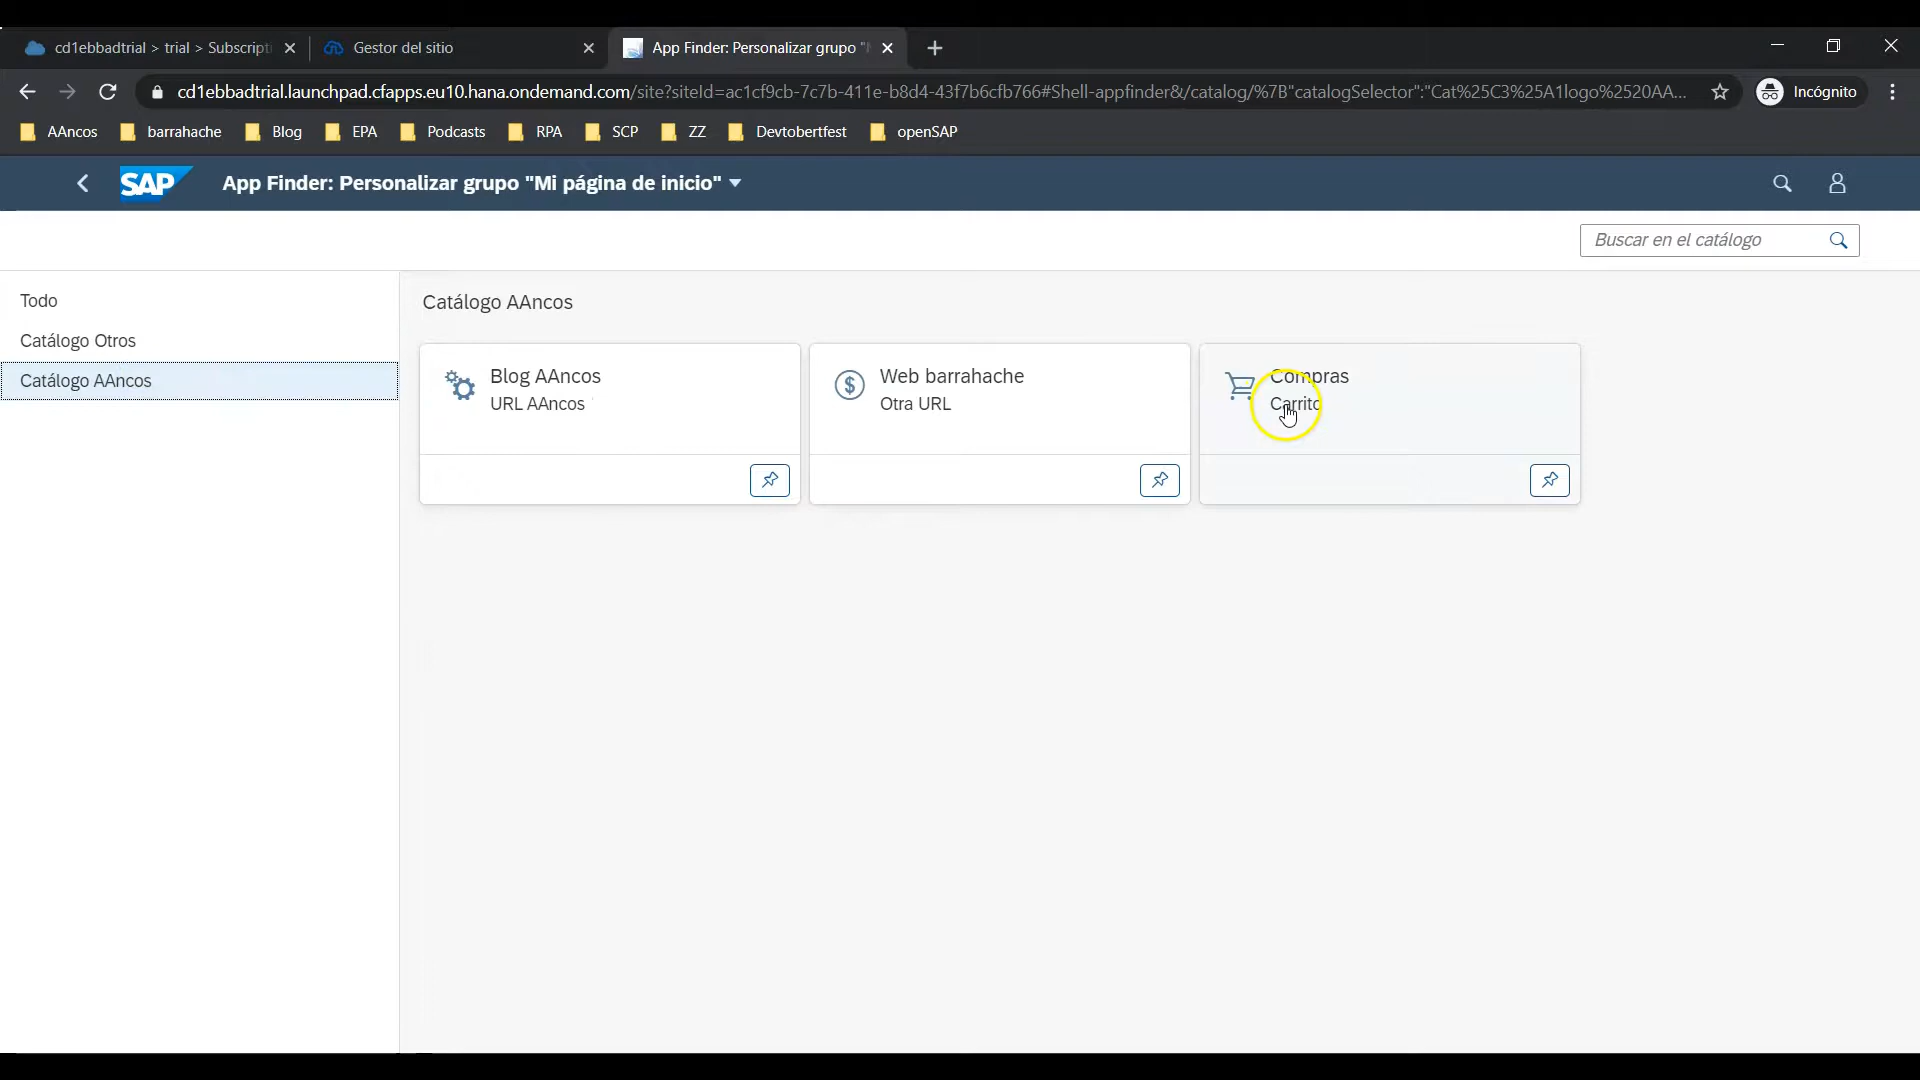 cd1ebbadtrial > trial > Subscripti
Gestor del sitio
App Finder: Personalizar grupo "
cd1ebbadtrial.launchpad.cfapps.eu10.hana.ondemand.com/site?siteId=ac1cf9cb-7c7b-411e-b8d4-43f7b6cfb766#Shell-appfinder&/catalog/%7B"catalogSelector":"Cat%25C3%25A1logo%2520AA...
Incógnito
AAncos barrahache Blog EPA Podcasts RPA SCP ZZ Devtobertfest openSAP
SAP App Finder: Personalizar grupo "Mi página de inicio"
Buscar en el catálogo
Todo
Catálogo Otros
Catálogo AAncos
Catálogo AAncos
Blog AAncos
URL AAncos
Web barrahache
Otra URL
Compras
Carrito